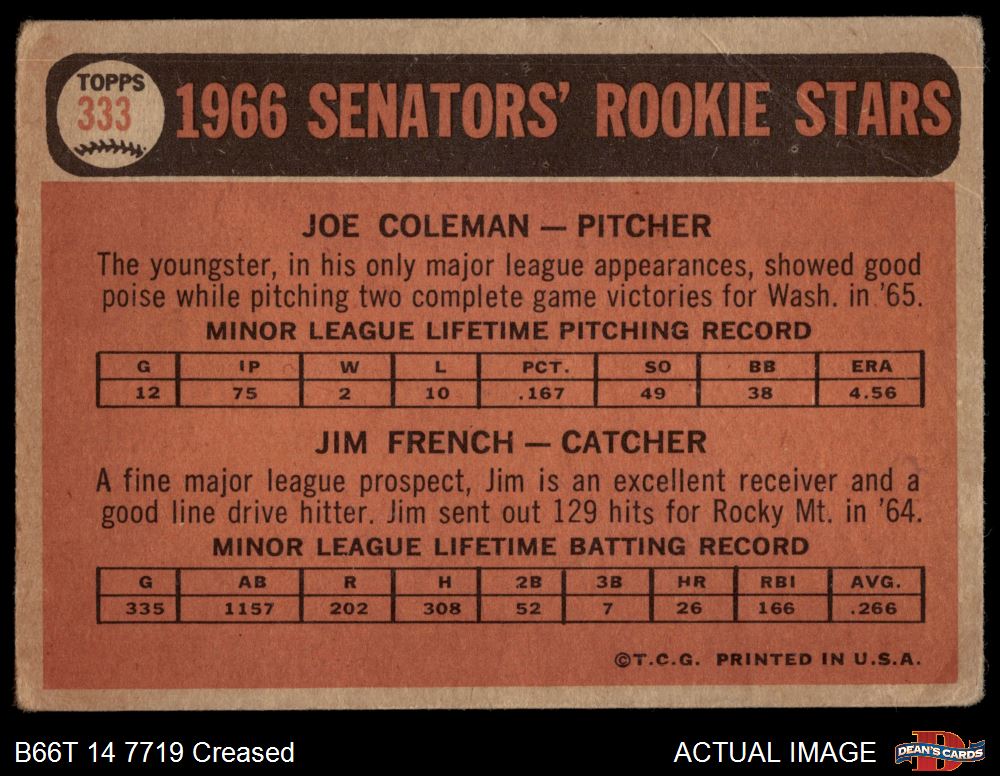 TOPPS
333
1966 SENATORS' ROOKIE STARS
JOE COLEMAN — PITCHER
The youngster, in his only major league appearances, showed good
poise while pitching two complete game victories for Wash. in '65.
MINOR LEAGUE LIFETIME PITCHING RECORD
G IP W L PCT. SO BB ERA
12 75 2 10 .167 49 38 4.56
JIM FRENCH — CATCHER
A fine major league prospect, Jim is an excellent receiver and a
good line drive hitter. Jim sent out 129 hits for Rocky Mt. in '64.
MINOR LEAGUE LIFETIME BATTING RECORD
G AB R H 2B 3B HR RBI AVG.
335 1157 202 308 52 7 26 166 .266
©T.C.G. PRINTED IN U.S.A.
B66T 14 7719 Creased
ACTUAL IMAGE
DEAN'S CARDS